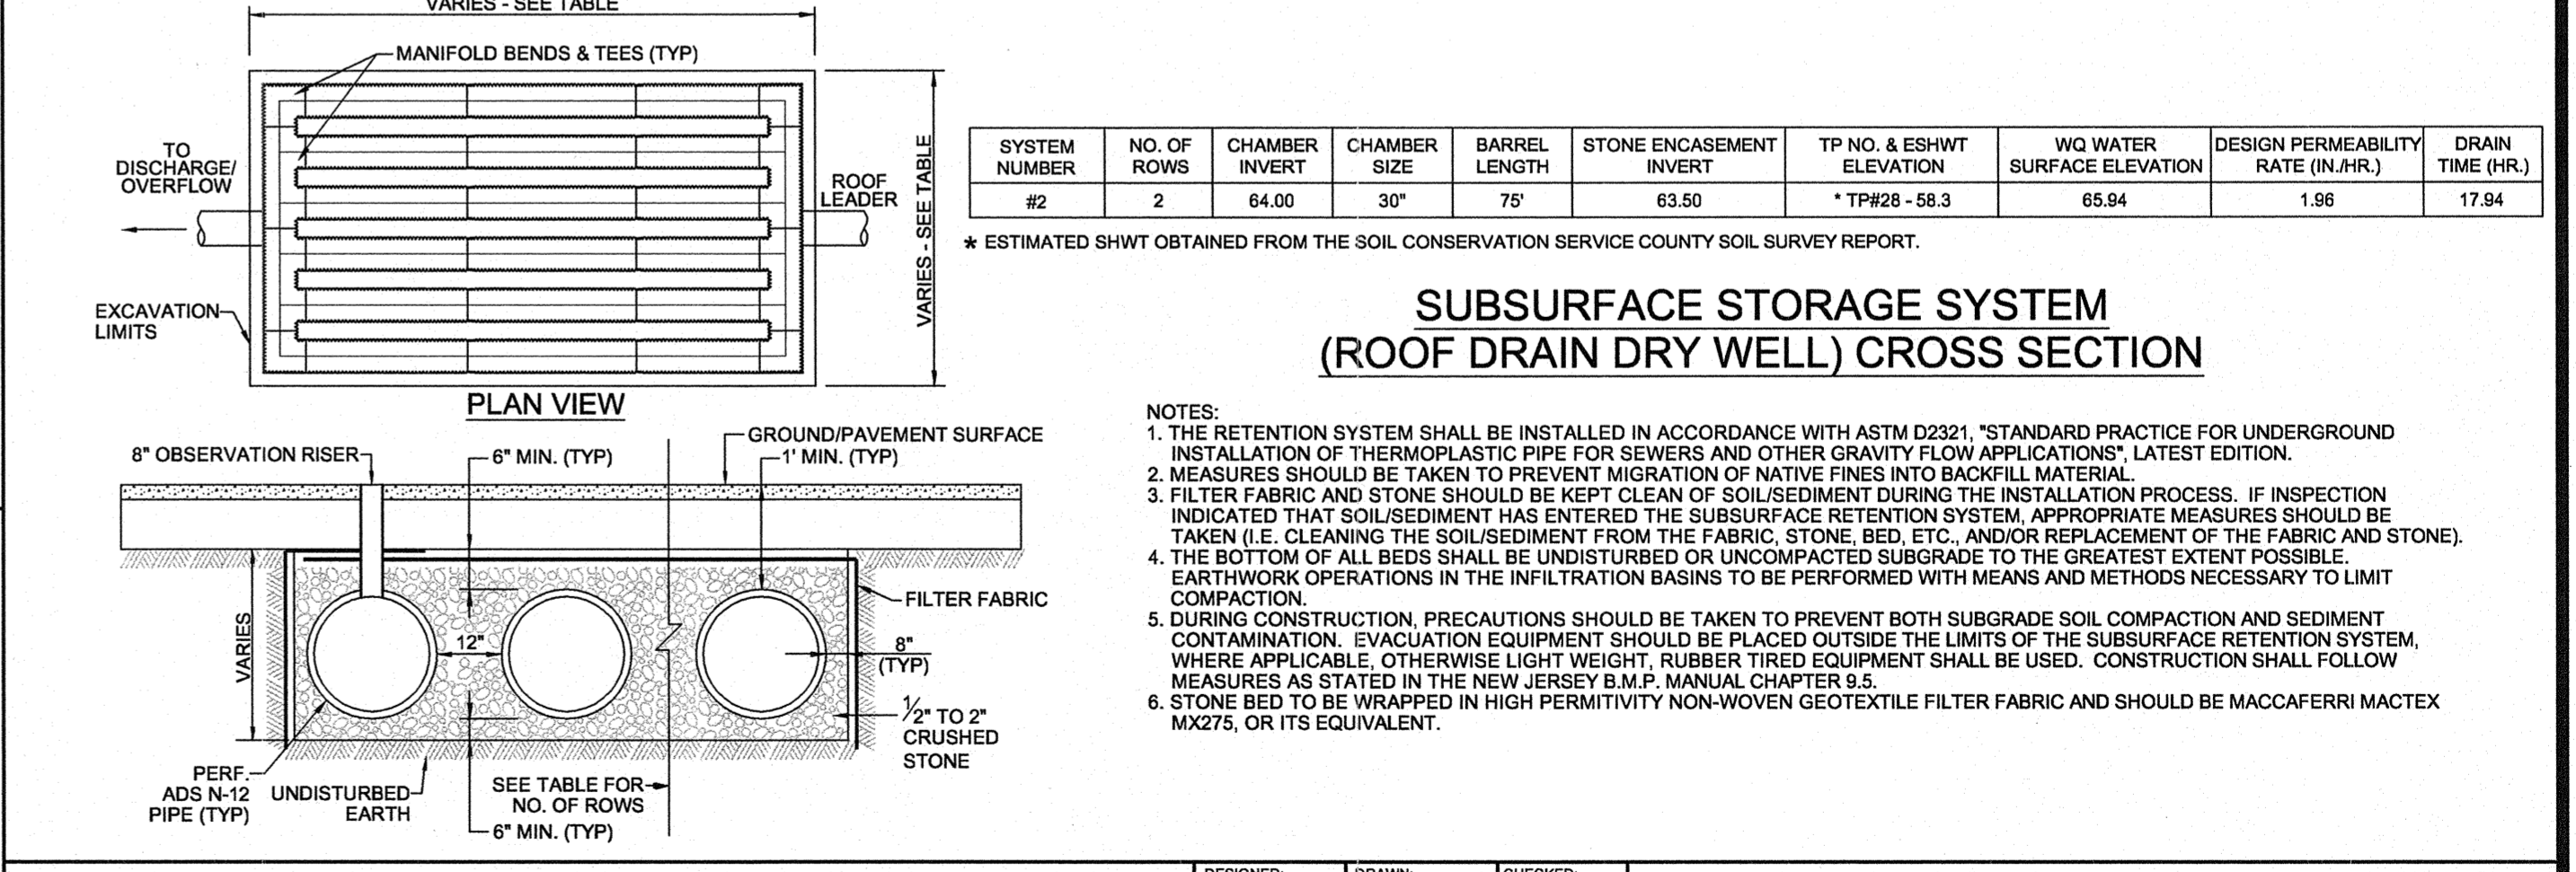 VARIES - SEE TABLE
MANIFOLD BENDS & TEES (TYP)
TO
DISCHARGE/
OVERFLOW
ROOF
LEADER
VARIES - SEE TABLE
EXCAVATION
LIMITS
PLAN VIEW
SYSTEM NUMBER
NO. OF ROWS
CHAMBER INVERT
CHAMBER SIZE
BARREL LENGTH
STONE ENCASEMENT INVERT
TP NO. & ESHWT ELEVATION
WQ WATER SURFACE ELEVATION
DESIGN PERMEABILITY RATE (IN./HR.)
DRAIN TIME (HR.)
#2 2 64.00 30" 75' 63.50 * TP#28 - 58.3 65.94 1.96 17.94
* ESTIMATED SHWT OBTAINED FROM THE SOIL CONSERVATION SERVICE COUNTY SOIL SURVEY REPORT.
SUBSURFACE STORAGE SYSTEM
(ROOF DRAIN DRY WELL) CROSS SECTION
8" OBSERVATION RISER
6" MIN. (TYP)
GROUND/PAVEMENT SURFACE
1' MIN. (TYP)
FILTER FABRIC
VARIES
12"
8"
(TYP)
1/2" TO 2"
CRUSHED
STONE
PERF.
ADS N-12
PIPE (TYP)
UNDISTURBED
EARTH
SEE TABLE FOR
NO. OF ROWS
6" MIN. (TYP)
NOTES:
1. THE RETENTION SYSTEM SHALL BE INSTALLED IN ACCORDANCE WITH ASTM D2321, "STANDARD PRACTICE FOR UNDERGROUND
INSTALLATION OF THERMOPLASTIC PIPE FOR SEWERS AND OTHER GRAVITY FLOW APPLICATIONS", LATEST EDITION.
2. MEASURES SHOULD BE TAKEN TO PREVENT MIGRATION OF NATIVE FINES INTO BACKFILL MATERIAL.
3. FILTER FABRIC AND STONE SHOULD BE KEPT CLEAN OF SOIL/SEDIMENT DURING THE INSTALLATION PROCESS. IF INSPECTION
INDICATED THAT SOIL/SEDIMENT HAS ENTERED THE SUBSURFACE RETENTION SYSTEM, APPROPRIATE MEASURES SHOULD BE
TAKEN (I.E. CLEANING THE SOIL/SEDIMENT FROM THE FABRIC, STONE, BED, ETC., AND/OR REPLACEMENT OF THE FABRIC AND STONE).
4. THE BOTTOM OF ALL BEDS SHALL BE UNDISTURBED OR UNCOMPACTED SUBGRADE TO THE GREATEST EXTENT POSSIBLE.
EARTHWORK OPERATIONS IN THE INFILTRATION BASINS TO BE PERFORMED WITH MEANS AND METHODS NECESSARY TO LIMIT
COMPACTION.
5. DURING CONSTRUCTION, PRECAUTIONS SHOULD BE TAKEN TO PREVENT BOTH SUBGRADE SOIL COMPACTION AND SEDIMENT
CONTAMINATION. EVACUATION EQUIPMENT SHOULD BE PLACED OUTSIDE THE LIMITS OF THE SUBSURFACE RETENTION SYSTEM,
WHERE APPLICABLE, OTHERWISE LIGHT WEIGHT, RUBBER TIRED EQUIPMENT SHALL BE USED. CONSTRUCTION SHALL FOLLOW
MEASURES AS STATED IN THE NEW JERSEY B.M.P. MANUAL CHAPTER 9.5.
6. STONE BED TO BE WRAPPED IN HIGH PERMITIVITY NON-WOVEN GEOTEXTILE FILTER FABRIC AND SHOULD BE MACCAFERRI MACTEX
MX275, OR ITS EQUIVALENT.
DESIGNER: DRAWN: CHECKED: